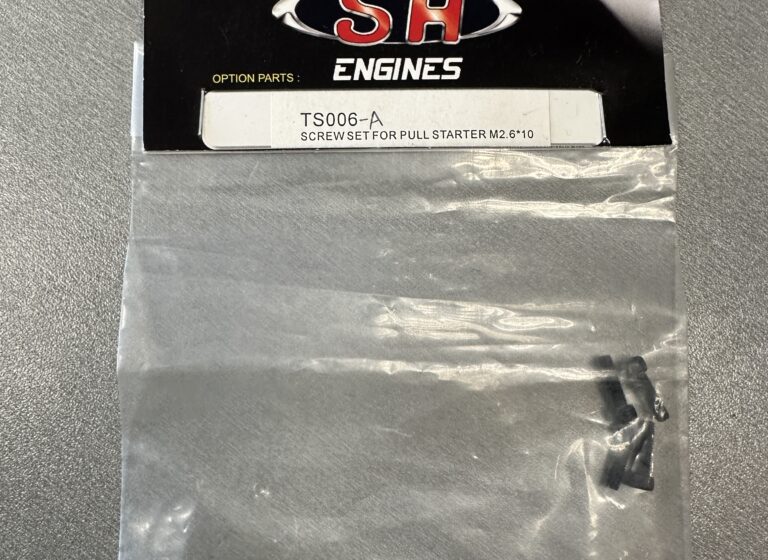 SH
ENGINES
OPTION PARTS :
TS006-A
SCREW SET FOR PULL STARTER M2.6*10